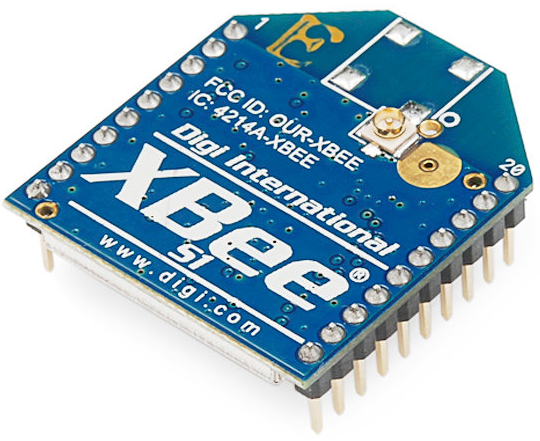 1
E
FCC ID: OUR-XBEE
IC: 4214A-XBEE
20
Digi International
XBee®
S1
www.digi.com